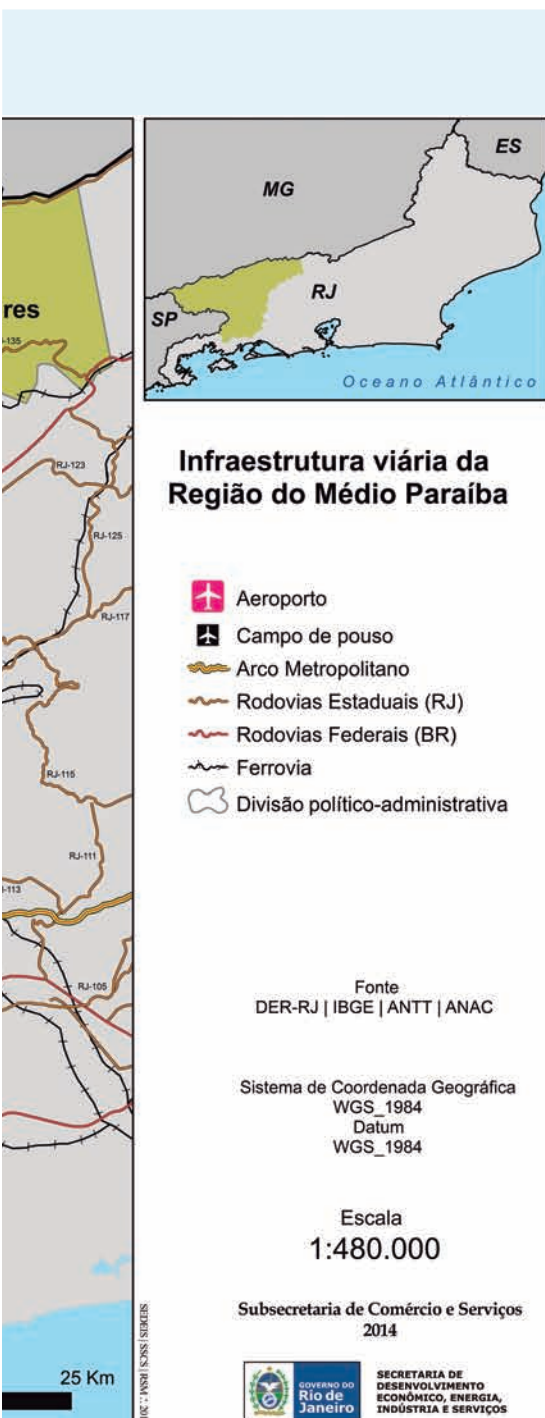 ES
MG
RJ
SP
Oceano Atlântico
res
-135
RJ-123
RJ-125
RJ-117
RJ-115
RJ-111
-113
RJ-105
25 Km
Infraestrutura viária da
Região do Médio Paraíba
Aeroporto
Campo de pouso
Arco Metropolitano
Rodovias Estaduais (RJ)
Rodovias Federais (BR)
Ferrovia
Divisão político-administrativa
Fonte
DER-RJ | IBGE | ANTT | ANAC
Sistema de Coordenada Geográfica
WGS_1984
Datum
WGS_1984
Escala
1:480.000
Subsecretaria de Comércio e Serviços
2014
SEDEIS | SSCS | RSM
GOVERNO DO
Rio de
Janeiro
SECRETARIA DE
DESENVOLVIMENTO
ECONÔMICO, ENERGIA,
INDÚSTRIA E SERVIÇOS